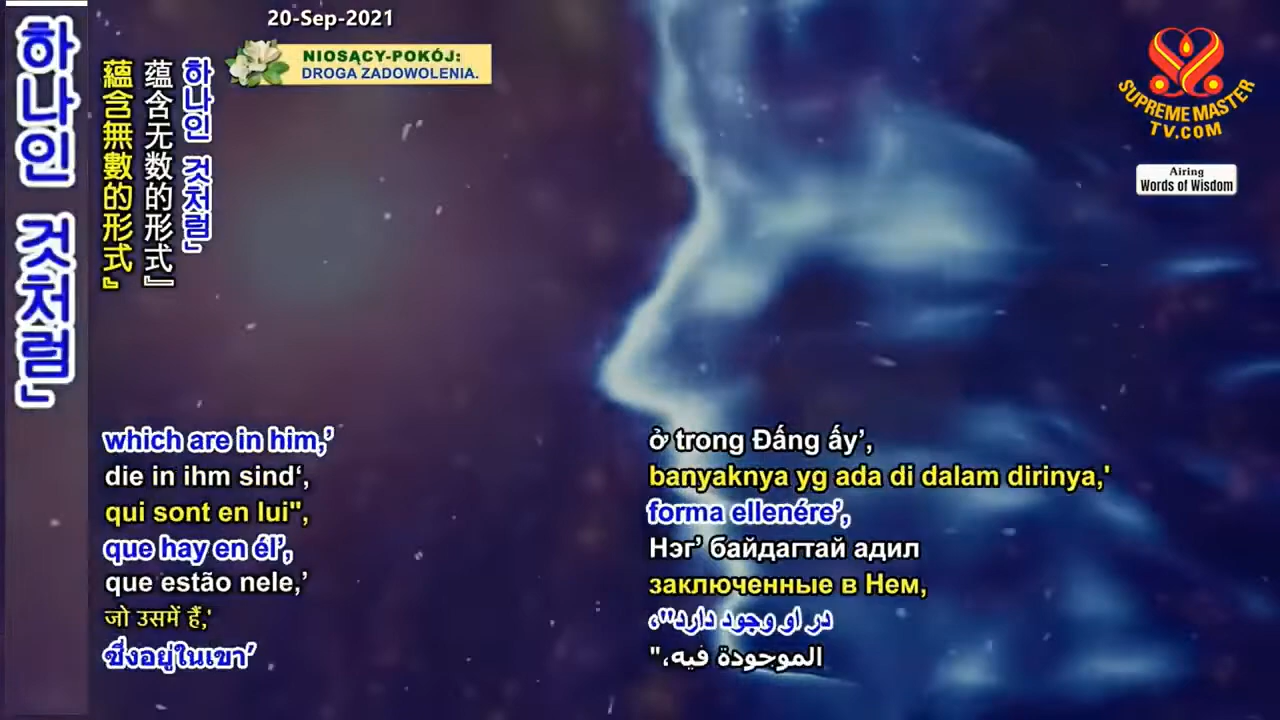 하나인 것처럼」
20-Sep-2021
NIOSĄCY-POKÓJ:
DROGA ZADOWOLENIA.
하나인 것처럼」
蕴含无数的形式』
蘊含無數的形式』
SUPREME MASTER
TV.COM
Airing
Words of Wisdom
which are in him,’
die in ihm sind‘,
qui sont en lui",
que hay en él’,
que estão nele,’
जो उसमें हैं,'
ซึ่งอยู่ในเขา’
ở trong Đấng ấy’,
banyaknya yg ada di dalam dirinya,'
forma ellenére’,
Нэг’ байдагтай адил
заключенные в Нем,
در او وجود دارد"،
الموجودة فيه،"